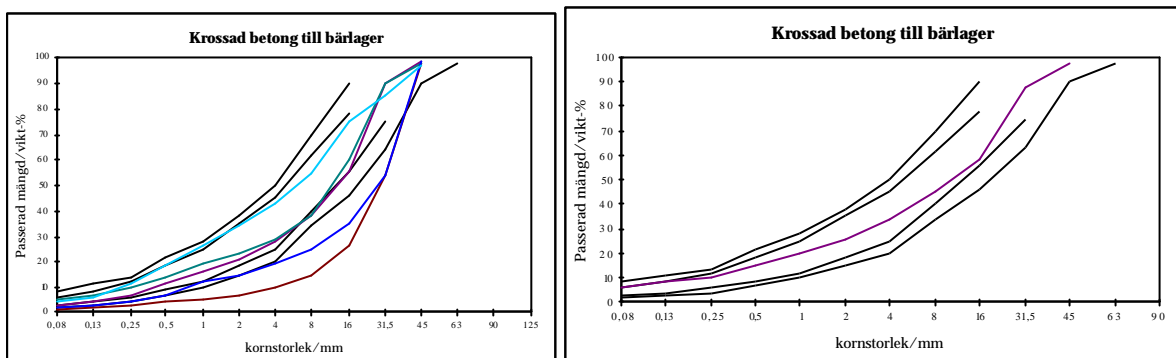 Krossad betong till bärlager
Passerad mängd/vikt-%
100
90
80
70
60
50
40
30
20
10
0
0,08 0,13 0,25 0,5 1 2 4 8 16 31,5 45 63 90 125
kornstorlek/mm
Krossad betong till bärlager
Passerad mängd/vikt-%
100
90
80
70
60
50
40
30
20
10
0
0,08 0,13 0,25 0,5 1 2 4 8 16 31,5 45 63 90
kornstorlek/mm